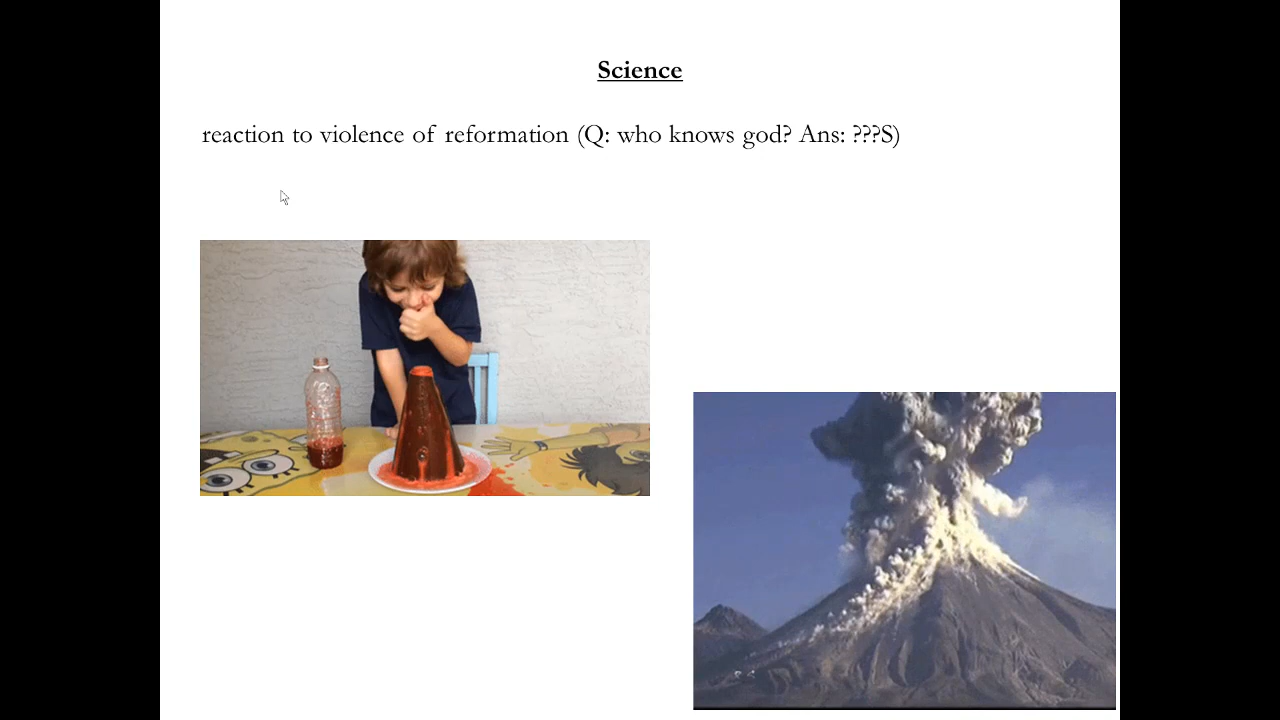 Science
reaction to violence of reformation (Q: who knows god? Ans: ???S)